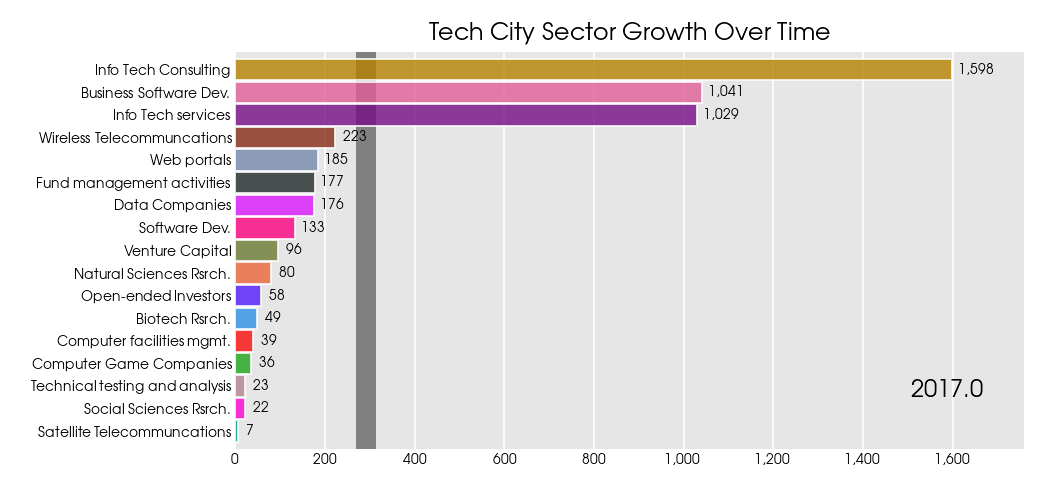 Tech City Sector Growth Over Time
Info Tech Consulting 1,598
Business Software Dev. 1,041
Info Tech services 1,029
Wireless Telecommuncations 223
Web portals 185
Fund management activities 177
Data Companies 176
Software Dev. 133
Venture Capital 96
Natural Sciences Rsrch. 80
Open-ended Investors 58
Biotech Rsrch. 49
Computer facilities mgmt. 39
Computer Game Companies 36
Technical testing and analysis 23
2017.0
Social Sciences Rsrch. 22
Satellite Telecommuncations 7
0 200 400 600 800 1,000 1,200 1,400 1,600